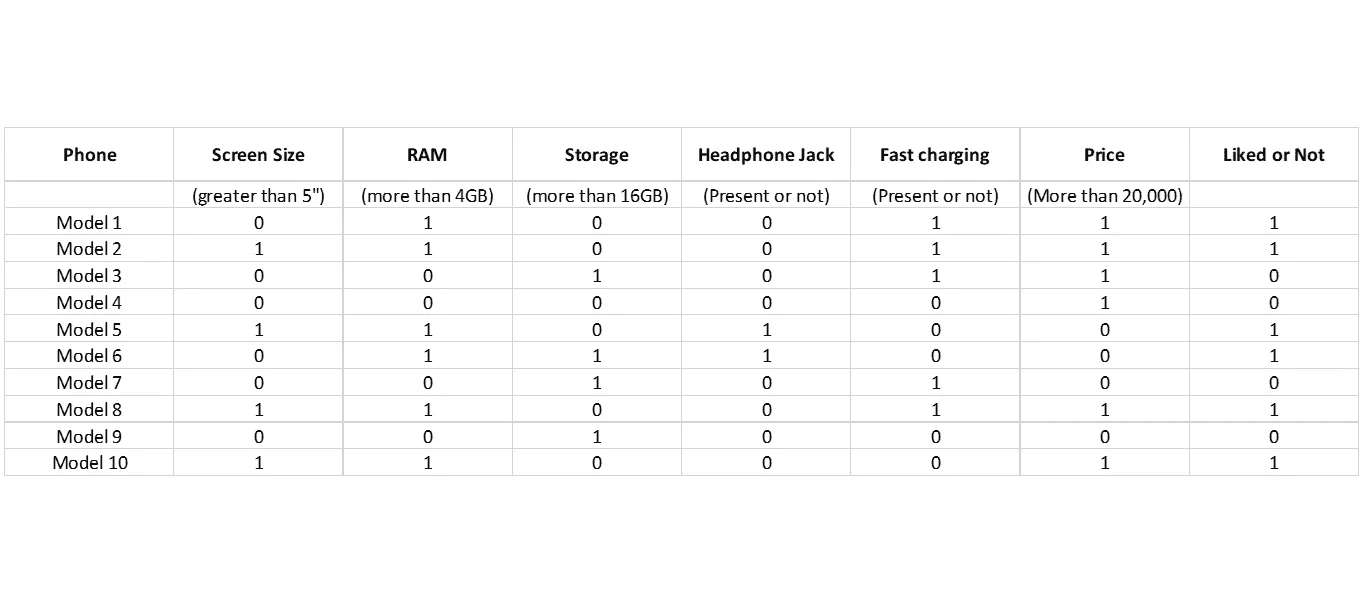 Phone Screen Size RAM Storage Headphone Jack Fast charging Price Liked or Not
(greater than 5") (more than 4GB) (more than 16GB) (Present or not) (Present or not) (More than 20,000)
Model 1 0 1 0 0 1 1 1
Model 2 1 1 0 0 1 1 1
Model 3 0 0 1 0 1 1 0
Model 4 0 0 0 0 0 1 0
Model 5 1 1 0 1 0 0 1
Model 6 0 1 1 1 0 0 1
Model 7 0 0 1 0 1 0 0
Model 8 1 1 0 0 1 1 1
Model 9 0 0 1 0 0 0 0
Model 10 1 1 0 0 0 1 1